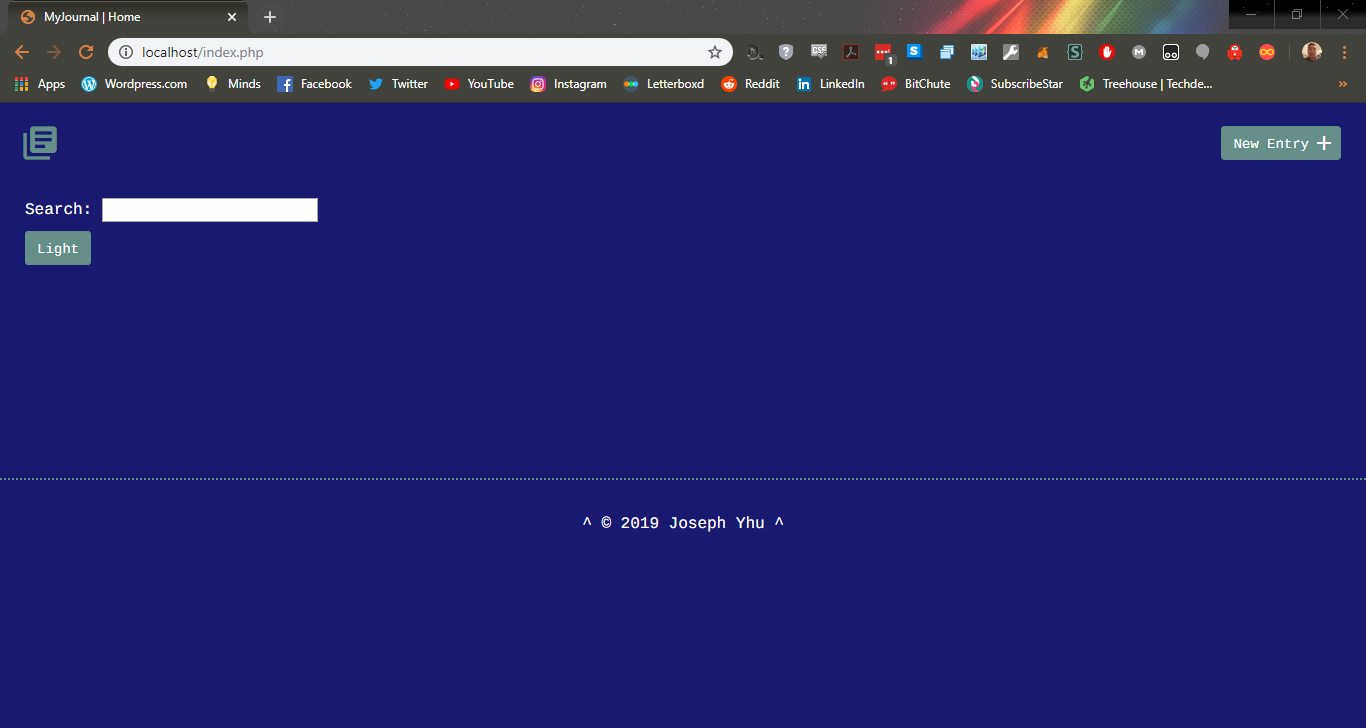 MyJournal | Home
localhost/index.php
1
Apps Wordpress.com Minds Facebook Twitter YouTube Instagram Letterboxd Reddit LinkedIn BitChute SubscribeStar Treehouse | Techde...
New Entry +
Search:
Light
^ © 2019 Joseph Yhu ^